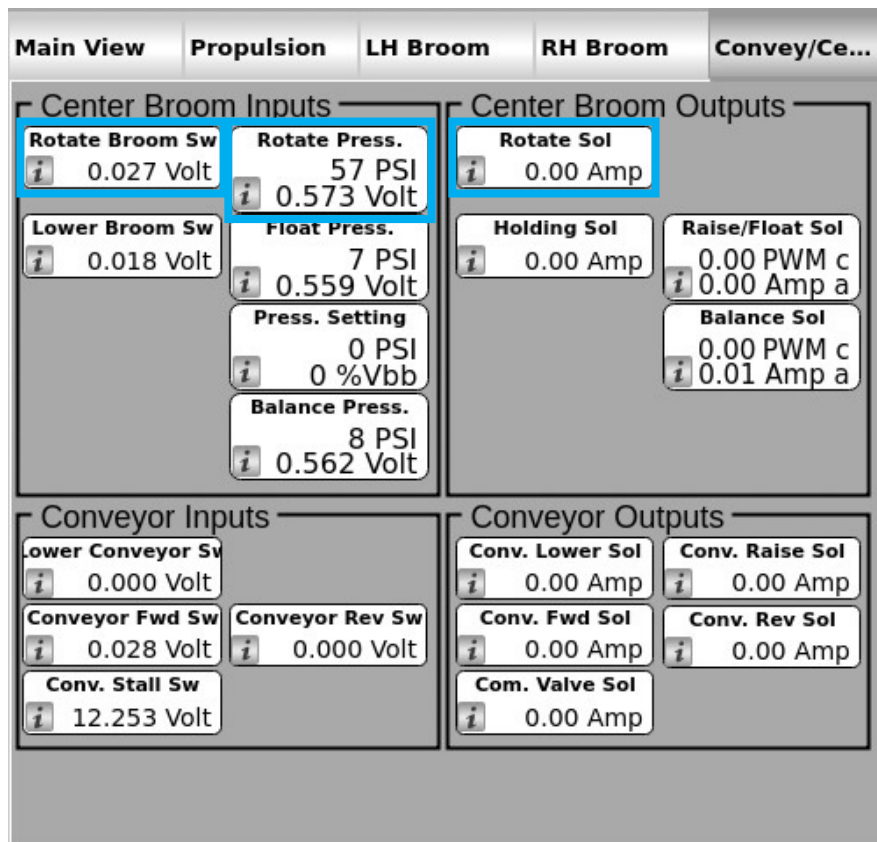 Main View Propulsion LH Broom RH Broom Convey/Ce...
Center Broom Inputs
Rotate Broom Sw
i 0.027 Volt
Rotate Press.
57 PSI
i 0.573 Volt
Lower Broom Sw
i 0.018 Volt
Float Press.
7 PSI
i 0.559 Volt
Press. Setting
0 PSI
i 0 %Vbb
Balance Press.
8 PSI
i 0.562 Volt
Center Broom Outputs
Rotate Sol
i 0.00 Amp
Holding Sol
i 0.00 Amp
Raise/Float Sol
0.00 PWM c
i 0.00 Amp a
Balance Sol
0.00 PWM c
i 0.01 Amp a
Conveyor Inputs
Lower Conveyor Sw
i 0.000 Volt
Conveyor Fwd Sw
i 0.028 Volt
Conveyor Rev Sw
i 0.000 Volt
Conv. Stall Sw
i 12.253 Volt
Conveyor Outputs
Conv. Lower Sol
i 0.00 Amp
Conv. Raise Sol
i 0.00 Amp
Conv. Fwd Sol
i 0.00 Amp
Conv. Rev Sol
i 0.00 Amp
Com. Valve Sol
i 0.00 Amp